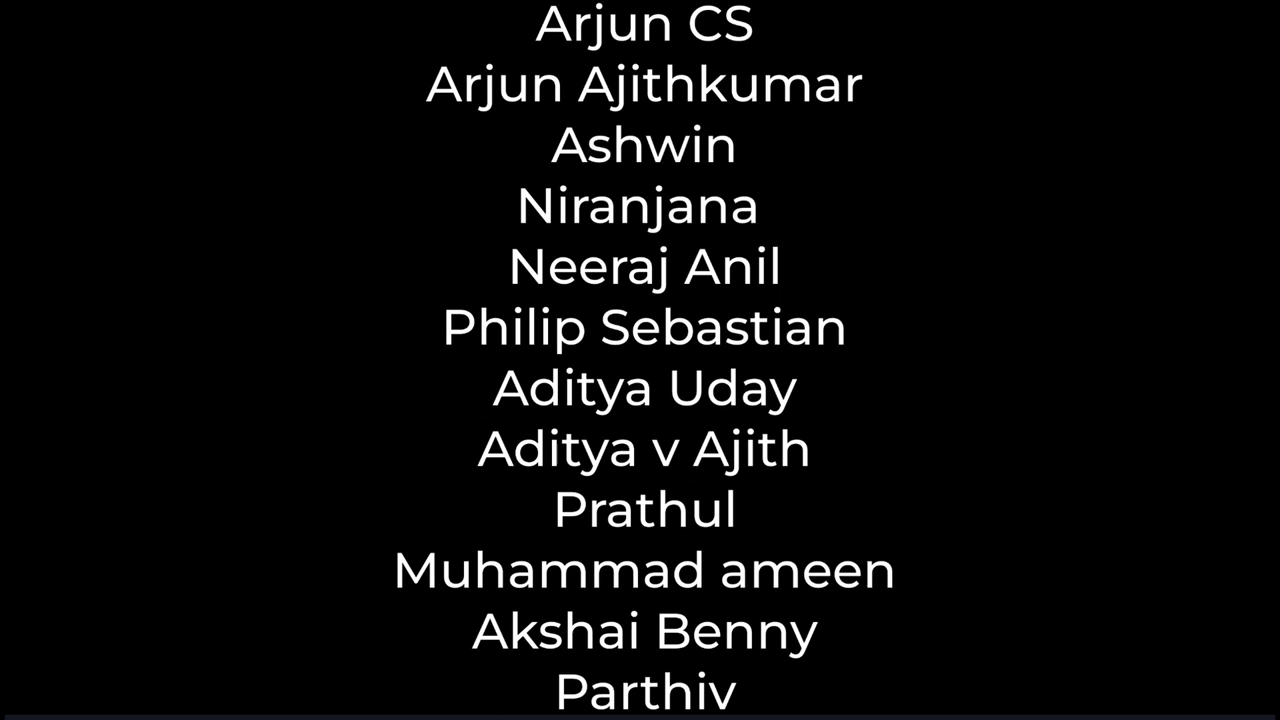 Arjun CS
Arjun Ajithkumar
Ashwin
Niranjana
Neeraj Anil
Philip Sebastian
Aditya Uday
Aditya v Ajith
Prathul
Muhammad ameen
Akshai Benny
Parthiv